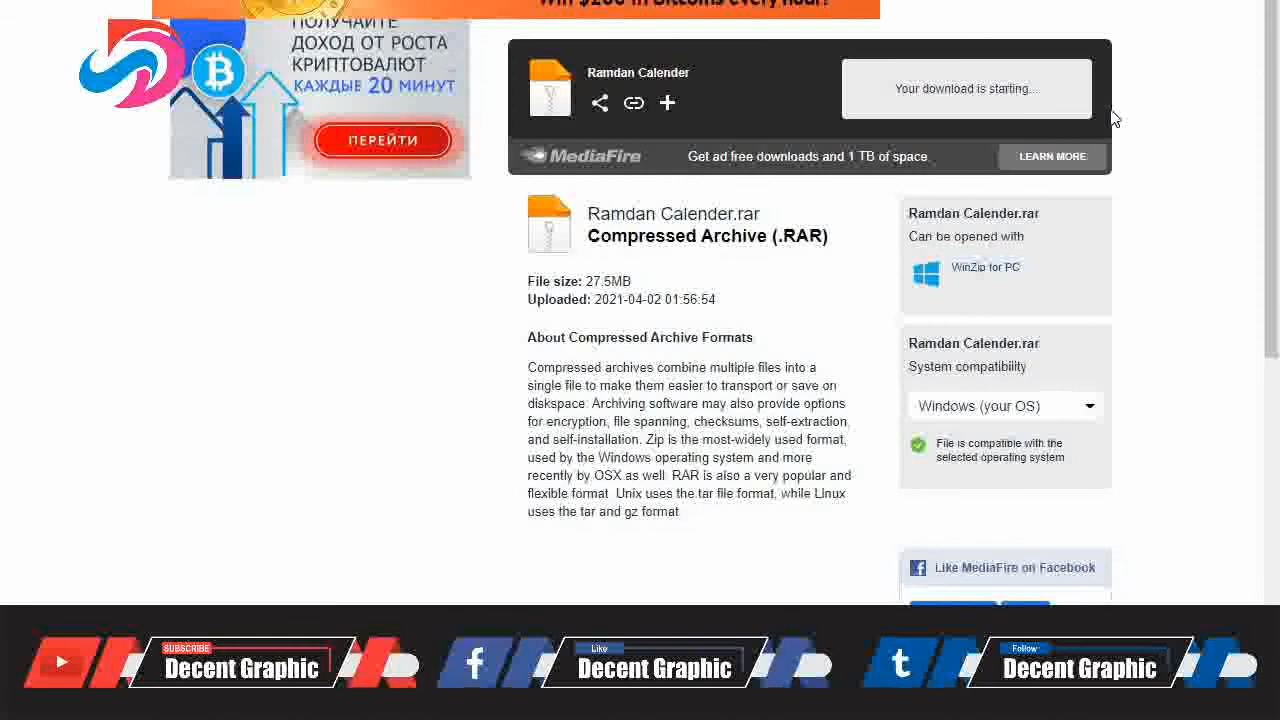 Win $200 in Bitcoins every hour!
ПОЛУЧАЙТЕ
ДОХОД ОТ РОСТА
КРИПТОВАЛЮТ
КАЖДЫЕ 20 МИНУТ
ПЕРЕЙТИ
Ramdan Calender
Your download is starting...
MediaFire
Get ad free downloads and 1 TB of space.
LEARN MORE
Ramdan Calender.rar
Compressed Archive (.RAR)
File size: 27.5MB
Uploaded: 2021-04-02 01:56:54
About Compressed Archive Formats
Compressed archives combine multiple files into a
single file to make them easier to transport or save on
diskspace. Archiving software may also provide options
for encryption, file spanning, checksums, self-extraction,
and self-installation. Zip is the most-widely used format,
used by the Windows operating system and more
recently by OSX as well. RAR is also a very popular and
flexible format. Unix uses the tar file format, while Linux
uses the tar and gz format.
Ramdan Calender.rar
Can be opened with
WinZip for PC
Ramdan Calender.rar
System compatibility
Windows (your OS)
File is compatible with the
selected operating system
Like MediaFire on Facebook
SUBSCRIBE
Decent Graphic
Like
Decent Graphic
Follow
Decent Graphic